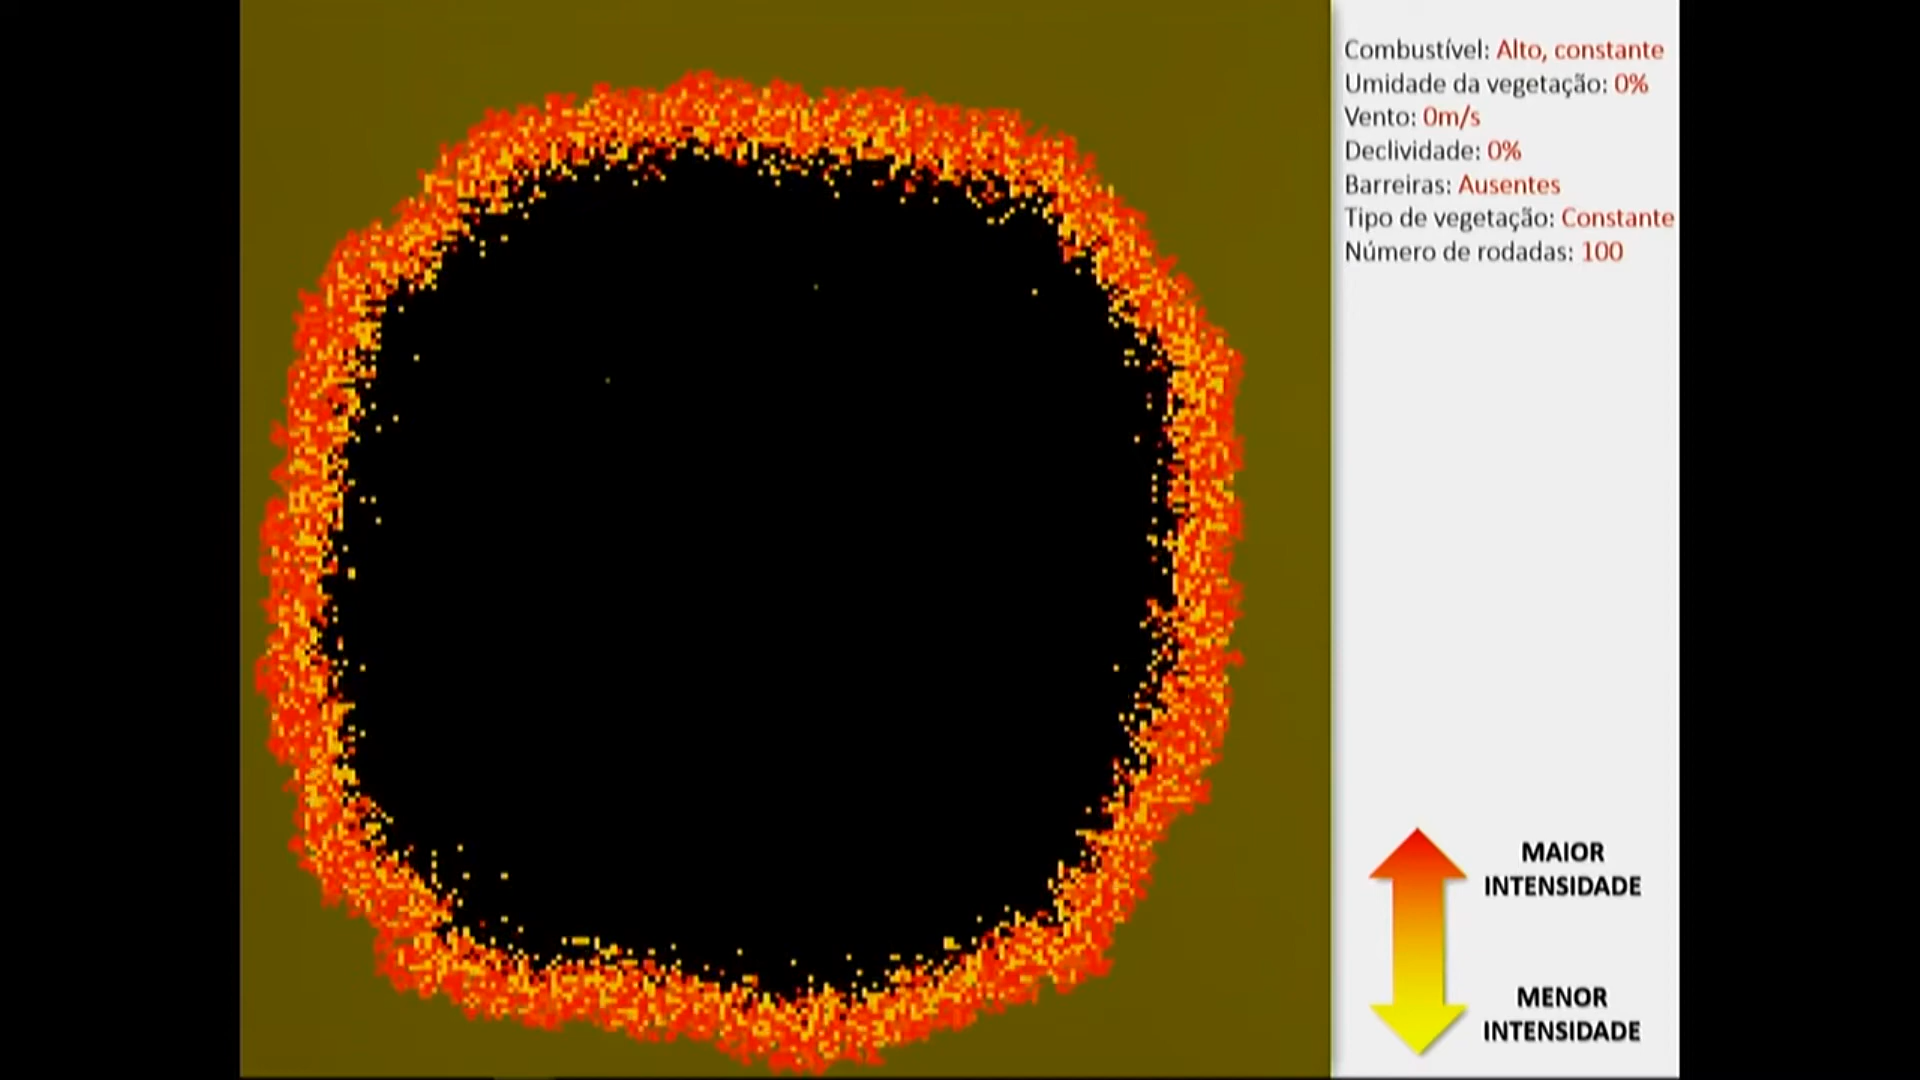 Combustível: Alto, constante
Umidade da vegetação: 0%
Vento: 0m/s
Declividade: 0%
Barreiras: Ausentes
Tipo de vegetação: Constante
Número de rodadas: 100
MAIOR
INTENSIDADE
MENOR
INTENSIDADE